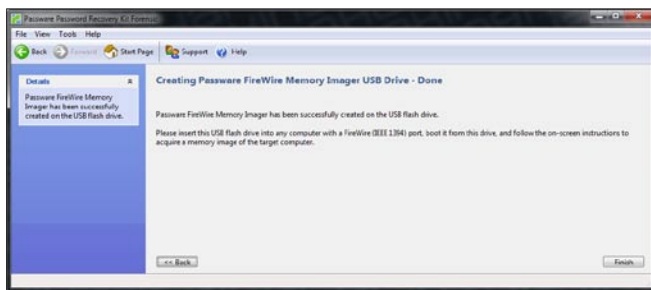 Passware Password Recovery Kit Forensic
File View Tools Help
Back Forward Start Page Support Help
Details
Passware FireWire Memory
Imager has been successfully
created on the USB flash drive.
Creating Passware FireWire Memory Imager USB Drive - Done
Passware FireWire Memory Imager has been successfully created on the USB flash drive.
Please insert this USB flash drive into any computer with a FireWire (IEEE 1394) port, boot it from this drive, and follow the on-screen instructions to
acquire a memory image of the target computer.
<< Back
Finish